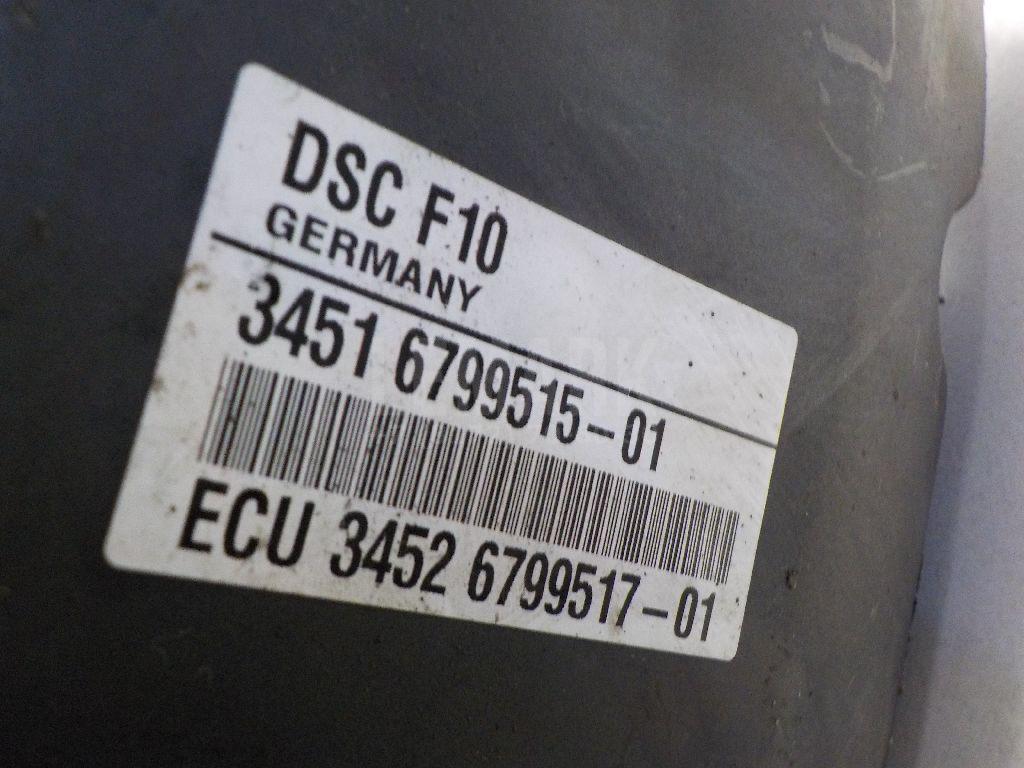 DSC F10
GERMANY
3451 6799515-01
ECU 3452 6799517-01